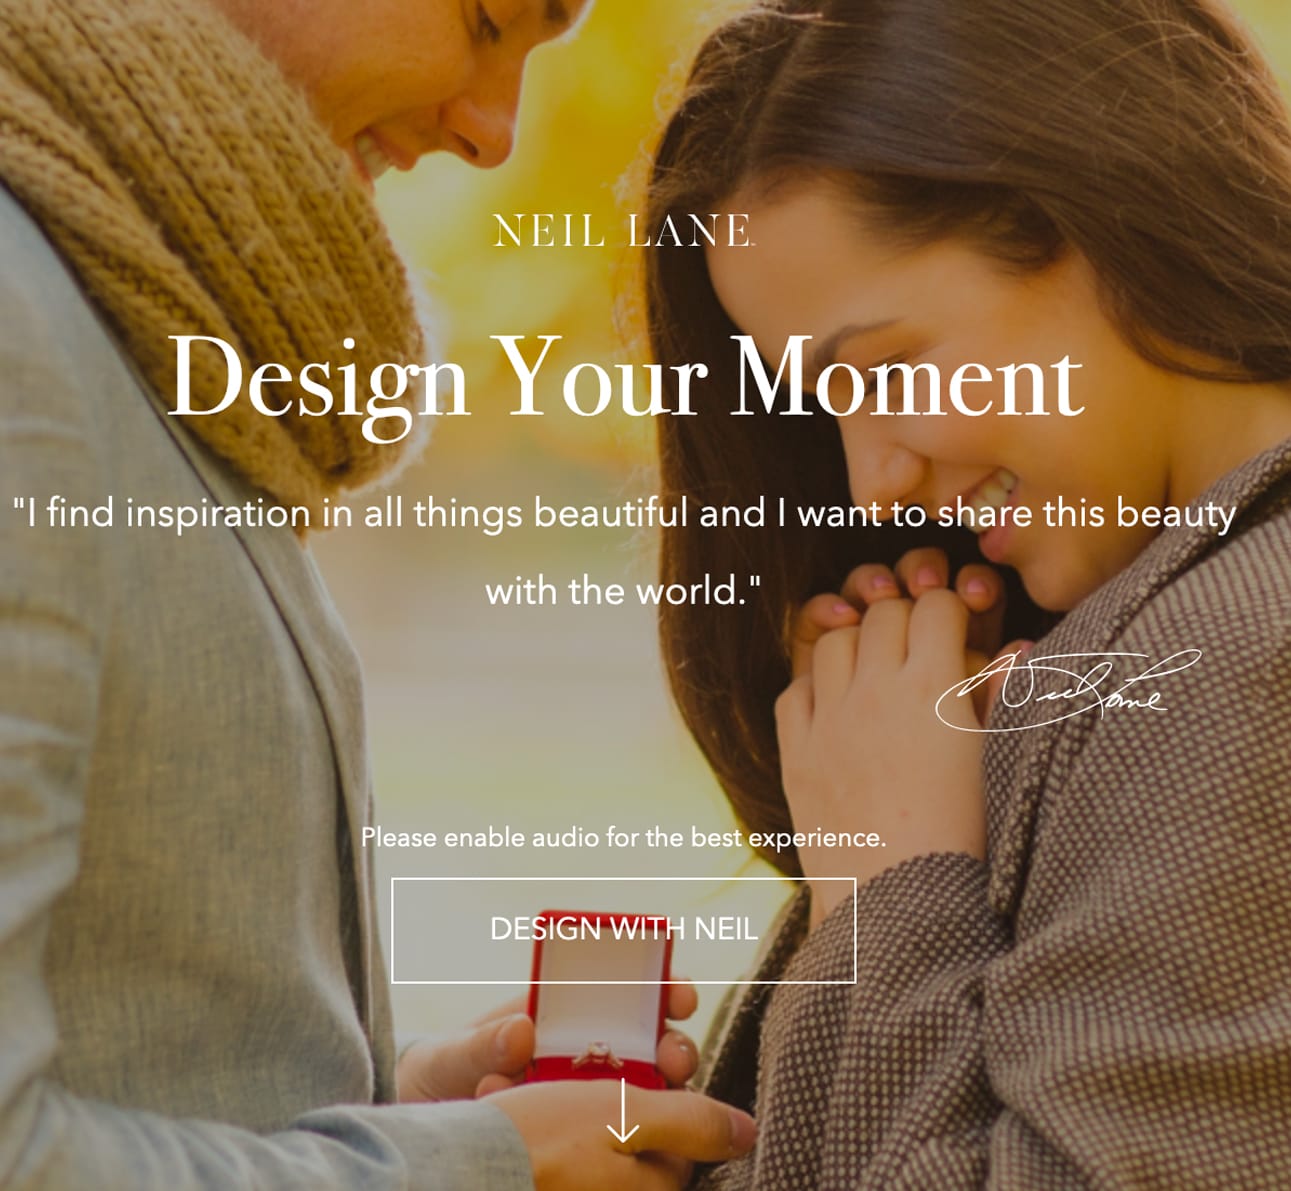 NEIL LANE
Design Your Moment
"I find inspiration in all things beautiful and I want to share this beauty
with the world."
Neil Lane
Please enable audio for the best experience.
DESIGN WITH NEIL